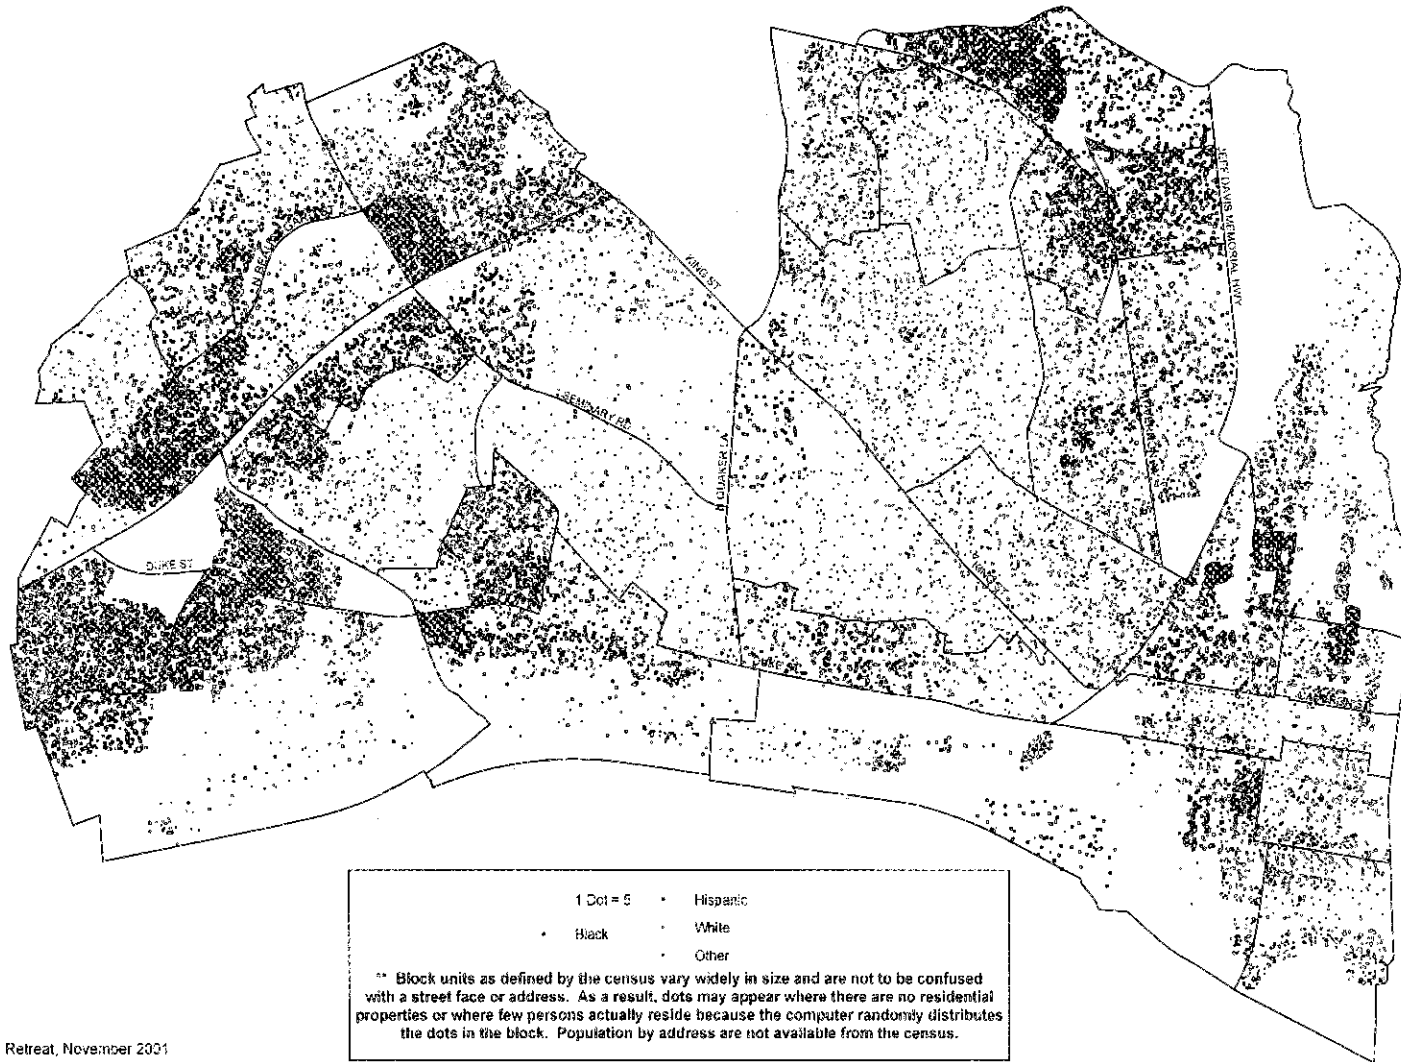 KING ST
JEFF DAVIS MEMORIAL HWY
N QUAKER LA
SEMINARY RD
I-395
DUKE ST
KING ST
DUKE ST
1 Dot = 5
Hispanic
Black
White
Other
** Block units as defined by the census vary widely in size and are not to be confused
with a street face or address. As a result, dots may appear where there are no residential
properties or where few persons actually reside because the computer randomly distributes
the dots in the block. Population by address are not available from the census.
Retreat, November 2001